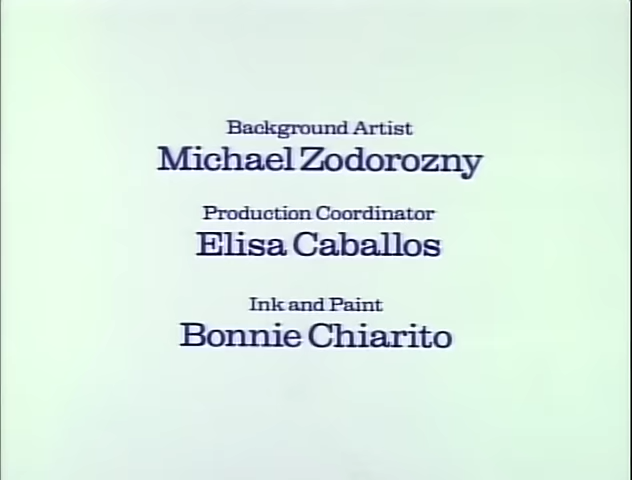 Background Artist
Michael Zodorozny
Production Coordinator
Elisa Caballos
Ink and Paint
Bonnie Chiarito